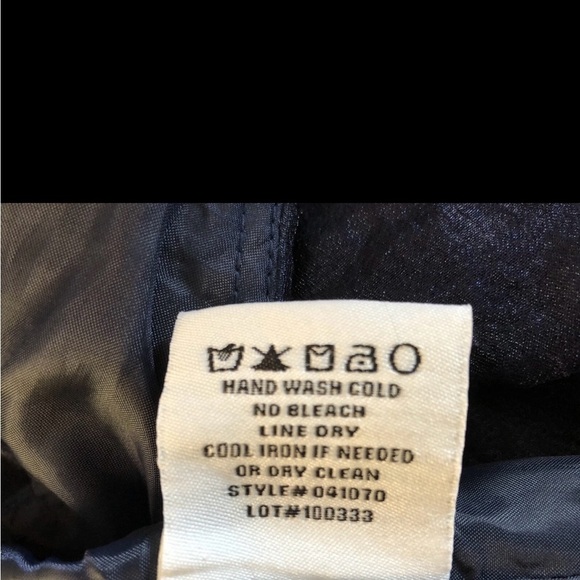 HAND WASH COLD
NO BLEACH
LINE DRY
COOL IRON IF NEEDED
OR DRY CLEAN
STYLE# 041070
LOT#100333